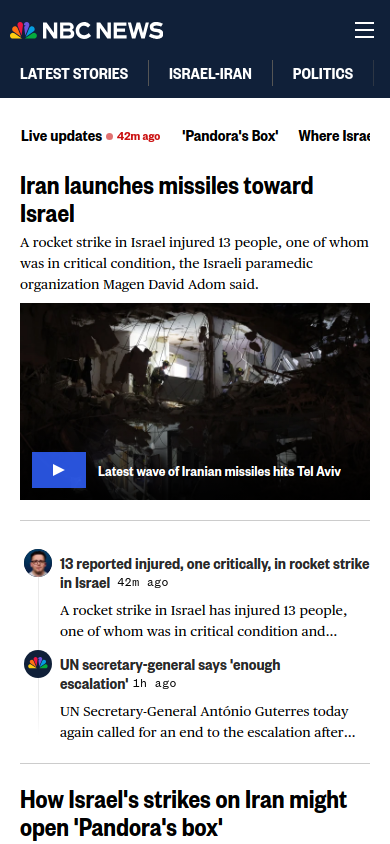 NBC NEWS
LATEST STORIES
ISRAEL-IRAN
POLITICS
Live updates 42m ago 'Pandora's Box' Where
Iran launches missiles toward
Israel
A rocket strike in Israel injured 13 people, one of whom
was in critical condition, the Israeli paramedic
organization Magen David Adom said.
Latest wave of Iranian missiles hits Tel Aviv
13 reported injured, one critically, in rocket strike
in Israel 42m ago
A rocket strike in Israel has injured 13 people,
one of whom was in critical condition and...
UN secretary-general says 'enough
escalation' 1h ago
UN Secretary-General António Guterres today
again called for an end to the escalation after...
How Israel's strikes on Iran might
open 'Pandora's box'